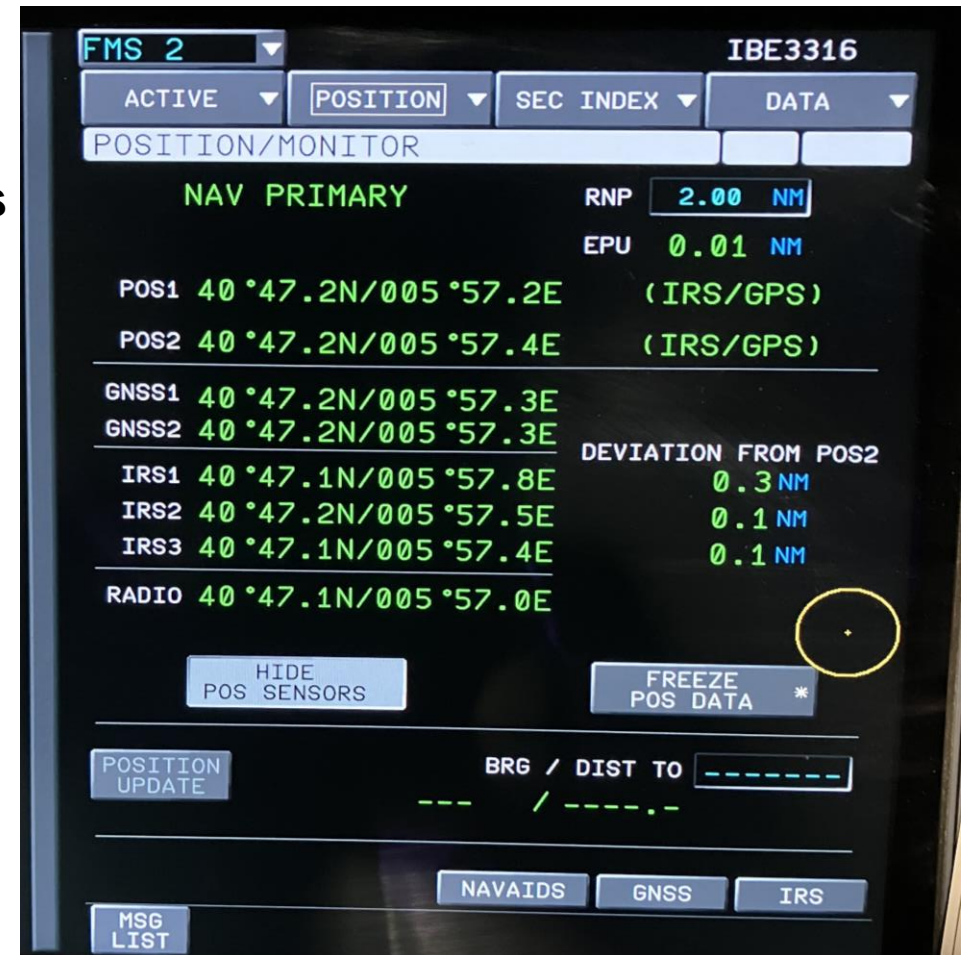 FMS 2 IBE3316
ACTIVE POSITION SEC INDEX DATA
POSITION/MONITOR
s
NAV PRIMARY RNP 2.00 NM
EPU 0.01 NM
POS1 40°47.2N/005°57.2E (IRS/GPS)
POS2 40°47.2N/005°57.4E (IRS/GPS)
GNSS1 40°47.2N/005°57.3E
GNSS2 40°47.2N/005°57.3E
DEVIATION FROM POS2
IRS1 40°47.1N/005°57.8E 0.3 NM
IRS2 40°47.2N/005°57.5E 0.1 NM
IRS3 40°47.1N/005°57.4E 0.1 NM
RADIO 40°47.1N/005°57.0E
HIDE
POS SENSORS
FREEZE
POS DATA *
POSITION
UPDATE
BRG / DIST TO -------
--- / ----.-
NAVAIDS GNSS IRS
MSG
LIST